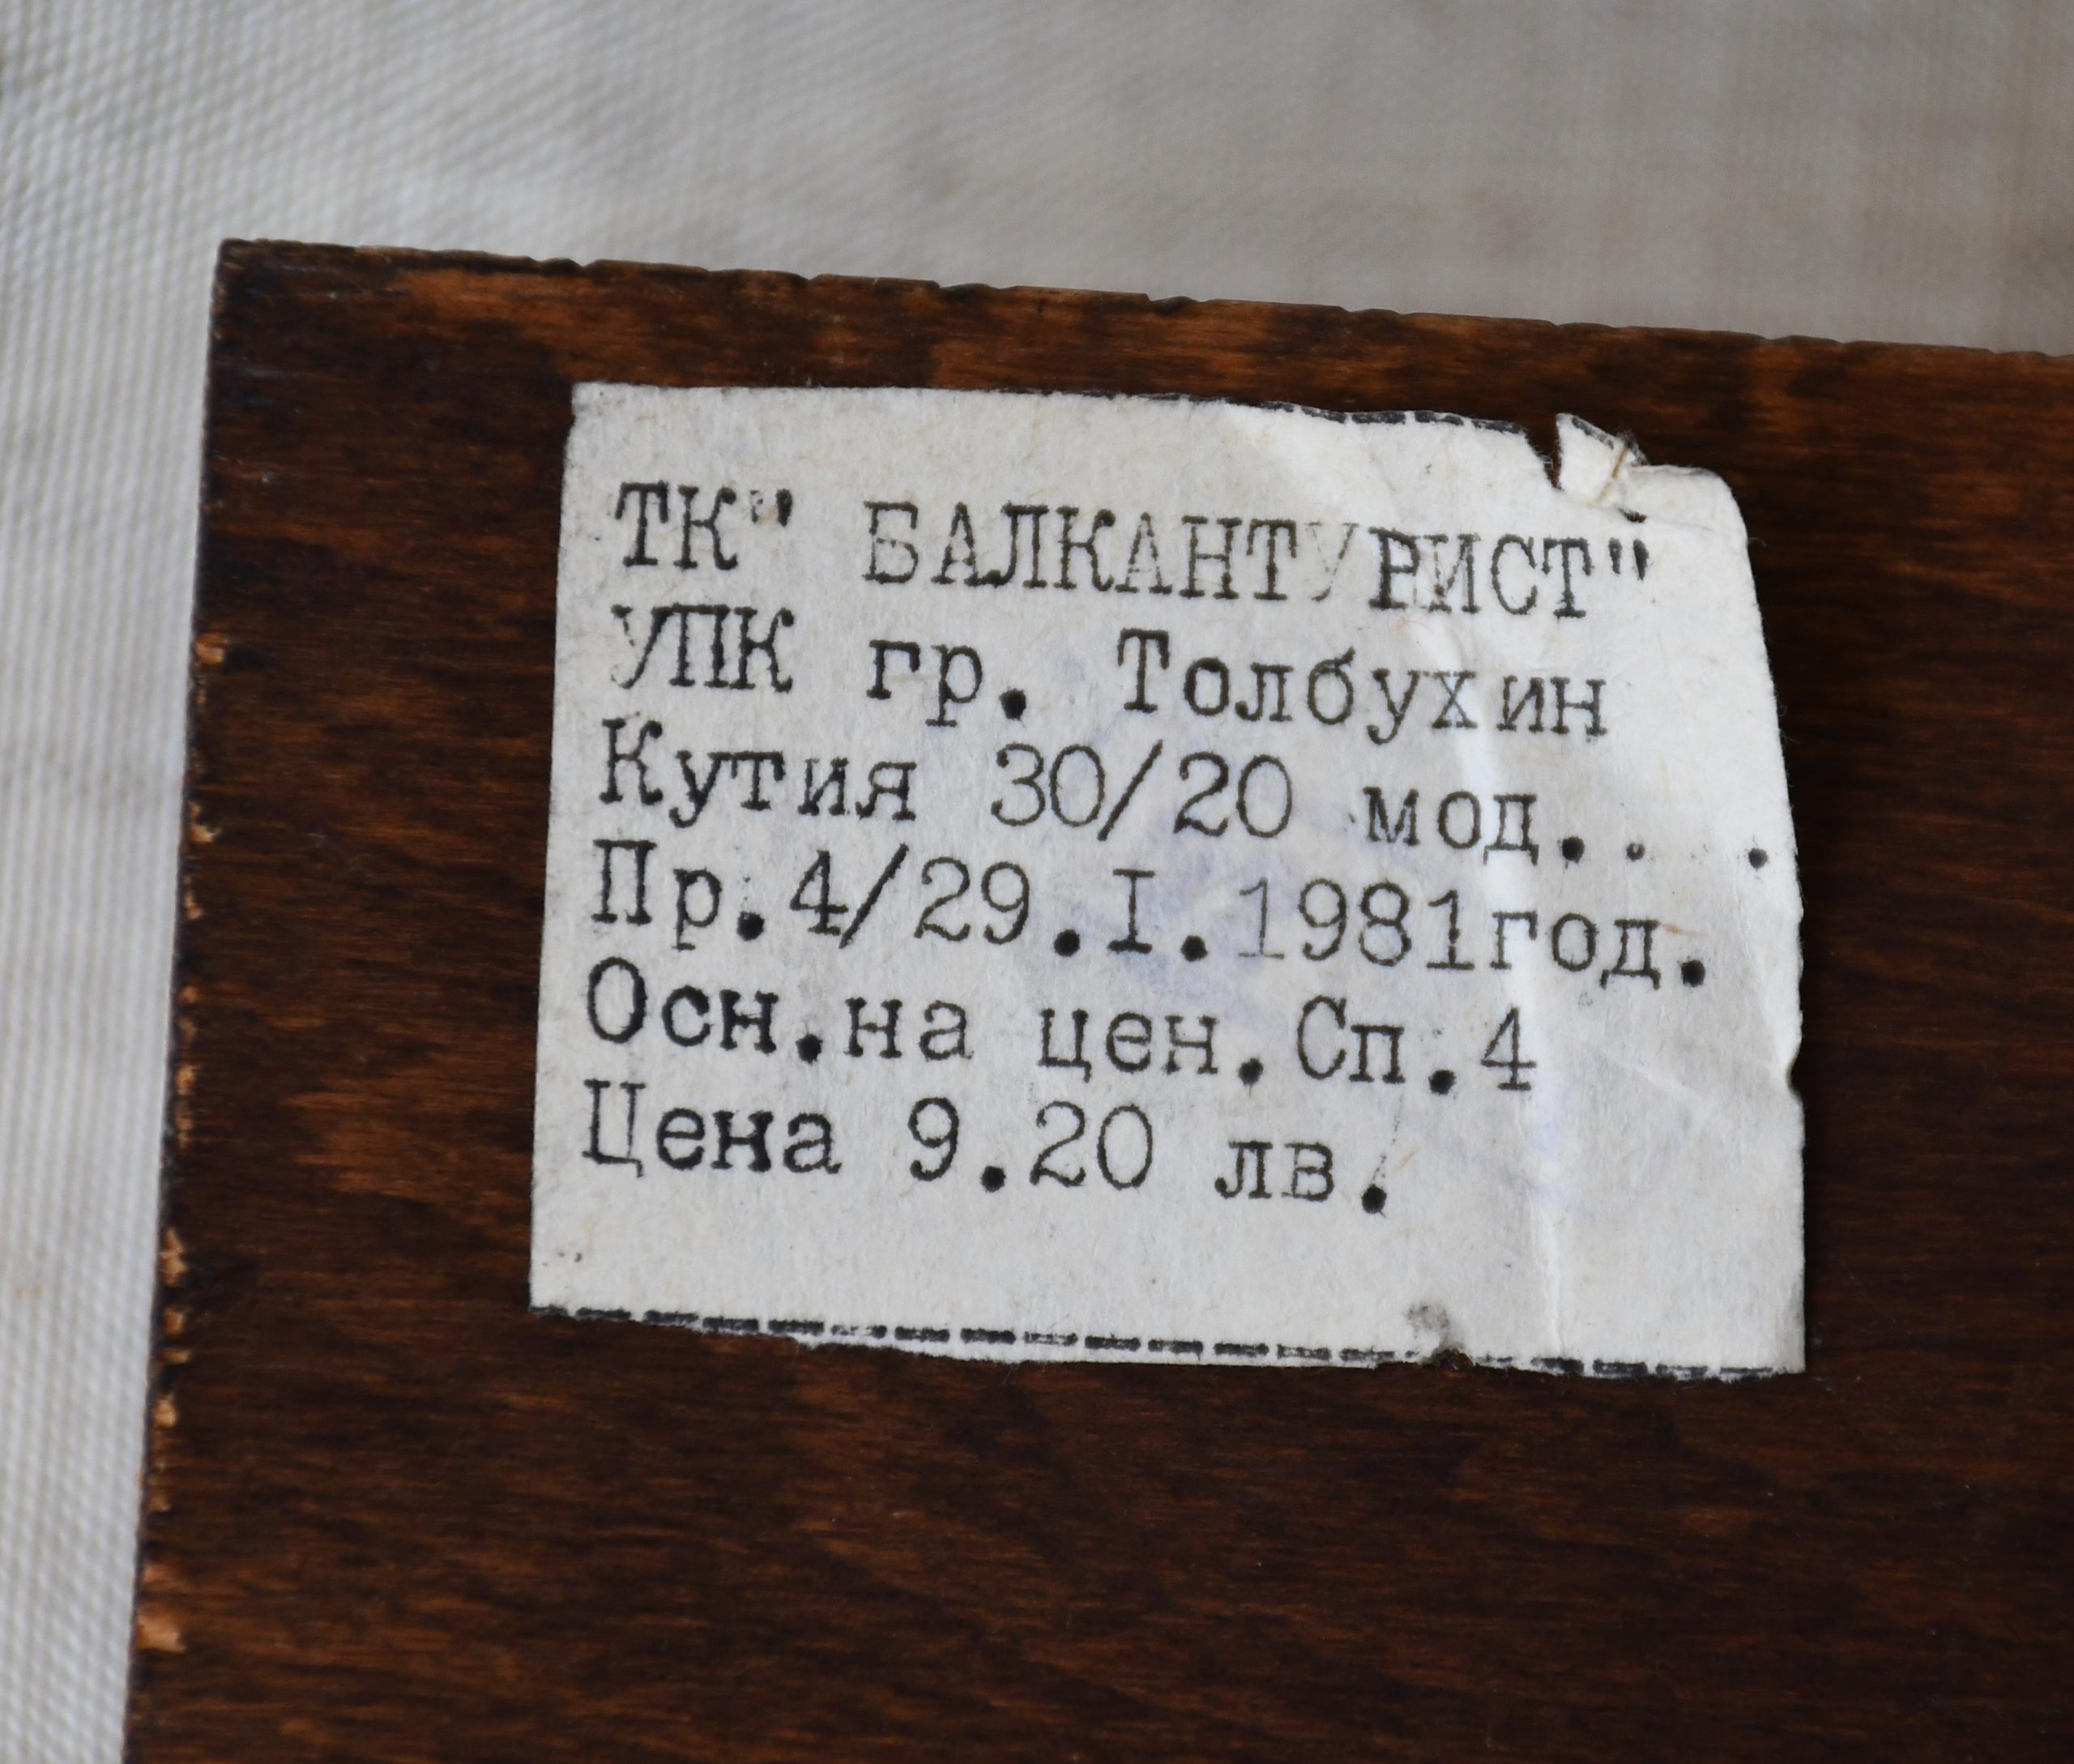 ТК" БАЛКАНТУРИСТ"
УПК гр. Толбухин
Кутия 30/20 мод.. .
Пр.4/29.I.1981год.
Осн.на цен.Сп.4
Цена 9.20 лв.